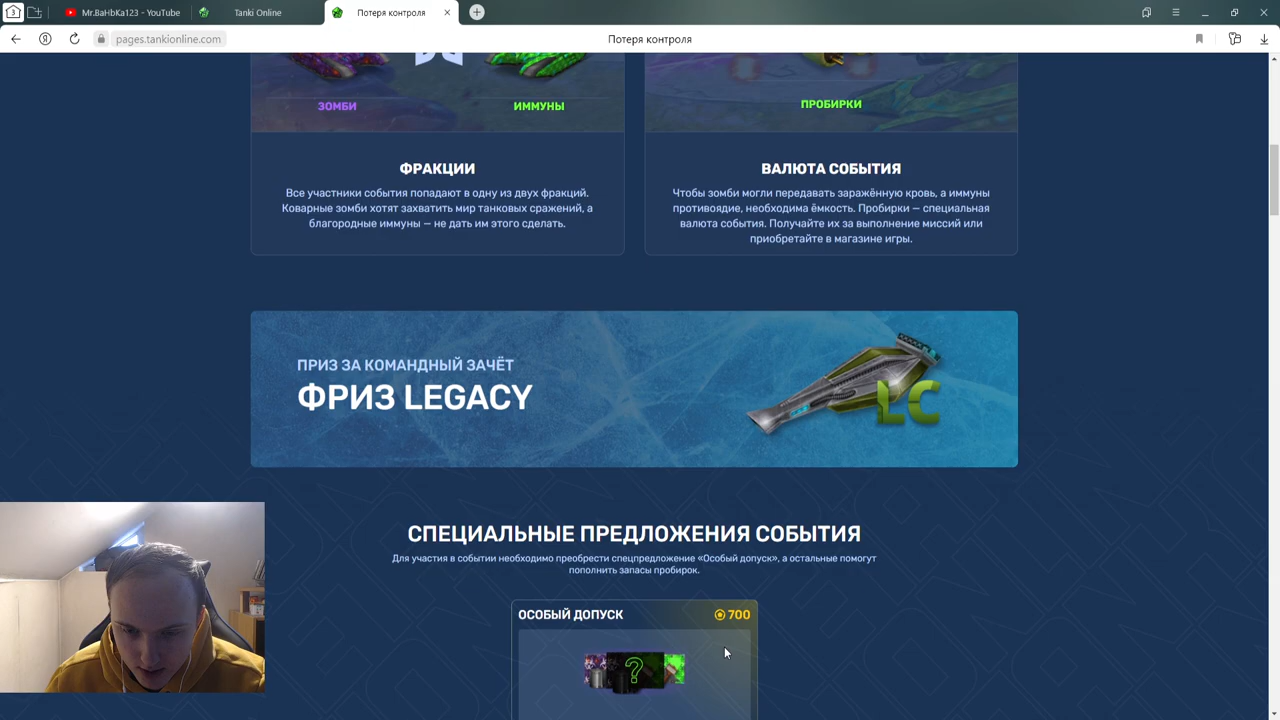 3
Mr.BaHbKa123 - YouTube
Tanki Online
Потеря контроля
pages.tankionline.com
Потеря контроля
ЗОМБИ
ИММУНЫ
ПРОБИРКИ
ФРАКЦИИ
Все участники события попадают в одну из двух фракций.
Коварные зомби хотят захватить мир танковых сражений, а
благородные иммуны — не дать им этого сделать.
ВАЛЮТА СОБЫТИЯ
Чтобы зомби могли передавать заражённую кровь, а иммуны
противоядие, необходима ёмкость. Пробирки — специальная
валюта события. Получайте их за выполнение миссий или
приобретайте в магазине игры.
ПРИЗ ЗА КОМАНДНЫЙ ЗАЧЁТ
ФРИЗ LEGACY
LC
СПЕЦИАЛЬНЫЕ ПРЕДЛОЖЕНИЯ СОБЫТИЯ
Для участия в событии необходимо преобрести спецпредложение «Особый допуск», а остальные помогут
пополнить запасы пробирок.
ОСОБЫЙ ДОПУСК
700
?